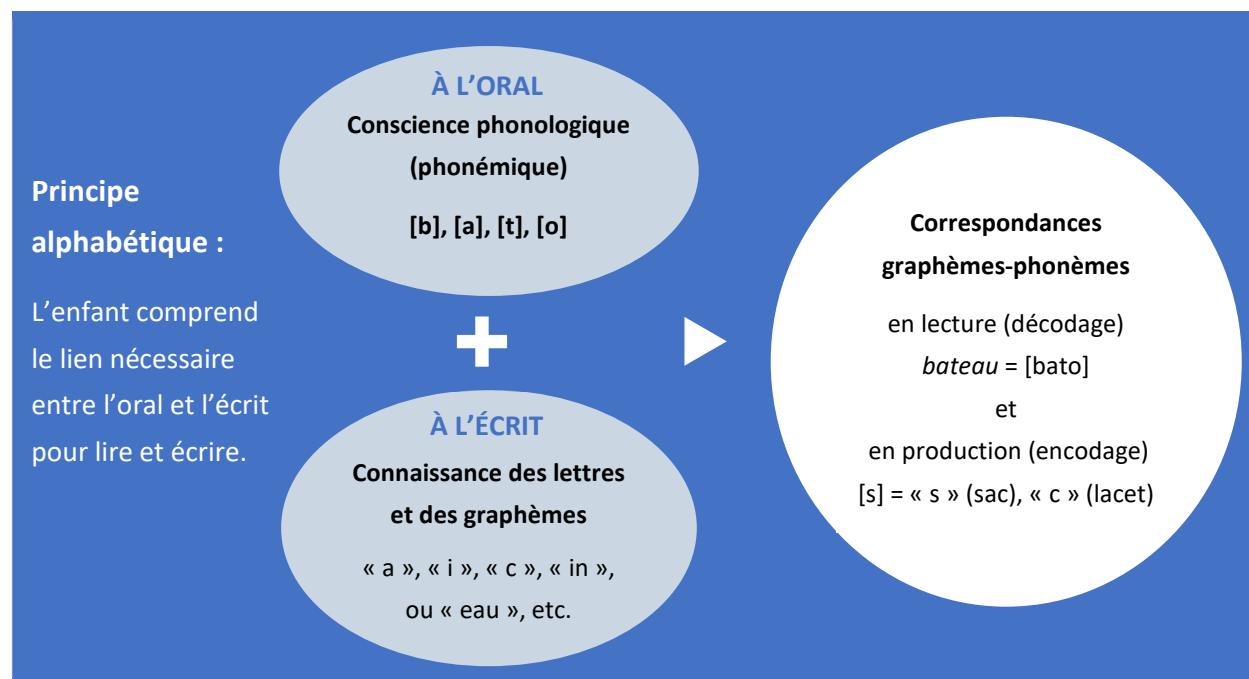 Principe
alphabétique :
L’enfant comprend
le lien nécessaire
entre l’oral et l’écrit
pour lire et écrire.
À L’ORAL
Conscience phonologique
(phonémique)
[b], [a], [t], [o]
À L’ÉCRIT
Connaissance des lettres
et des graphèmes
« a », « i », « c », « in »,
ou « eau », etc.
Correspondances
graphèmes-phonèmes
en lecture (décodage)
bateau = [bato]
et
en production (encodage)
[s] = « s » (sac), « c » (lacet)